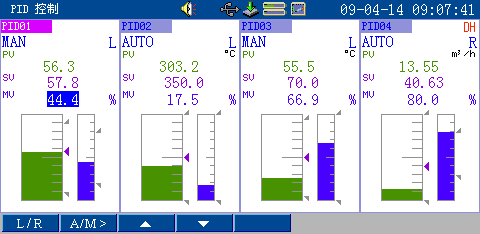 PID 控制 09-04-14 09:07:41
PID01 PID02 PID03 PID04 DH
MAN L AUTO L MAN L AUTO R
PV PV °C PV °C PV m³/h
56.3 303.2 55.5 13.55
SV 57.8 SV 350.0 SV 70.0 SV 40.63
MV 44.4 % MV 17.5 % MV 66.9 % MV 80.0 %
L/R A/M>